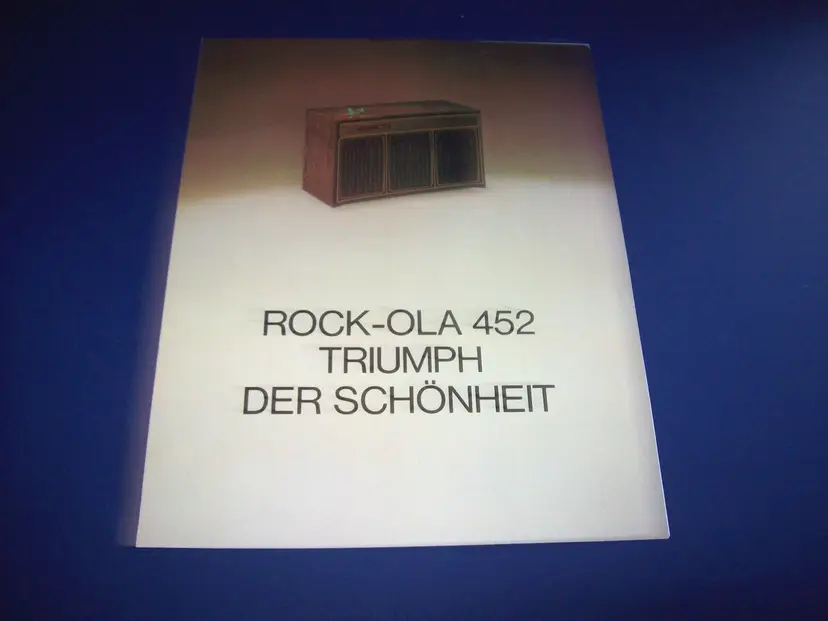 ROCK-OLA 452
TRIUMPH
DER SCHÖNHEIT